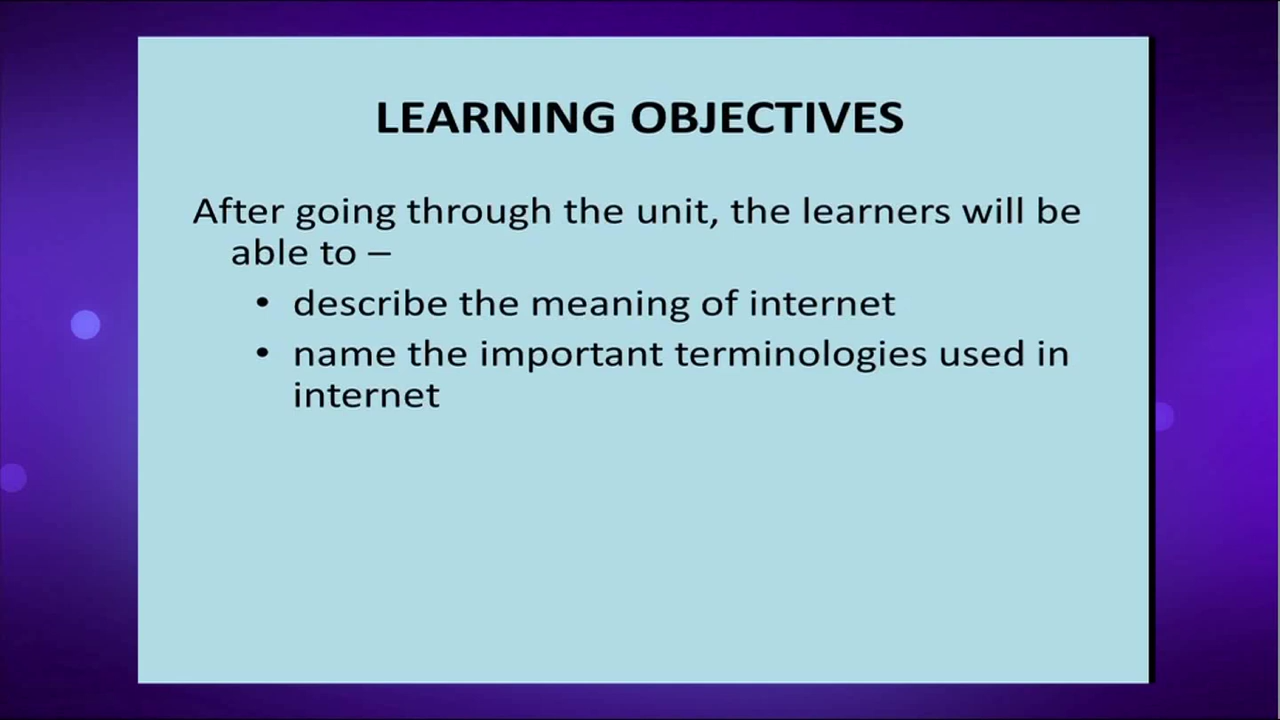 LEARNING OBJECTIVES
After going through the unit, the learners will be
able to –
• describe the meaning of internet
• name the important terminologies used in
internet